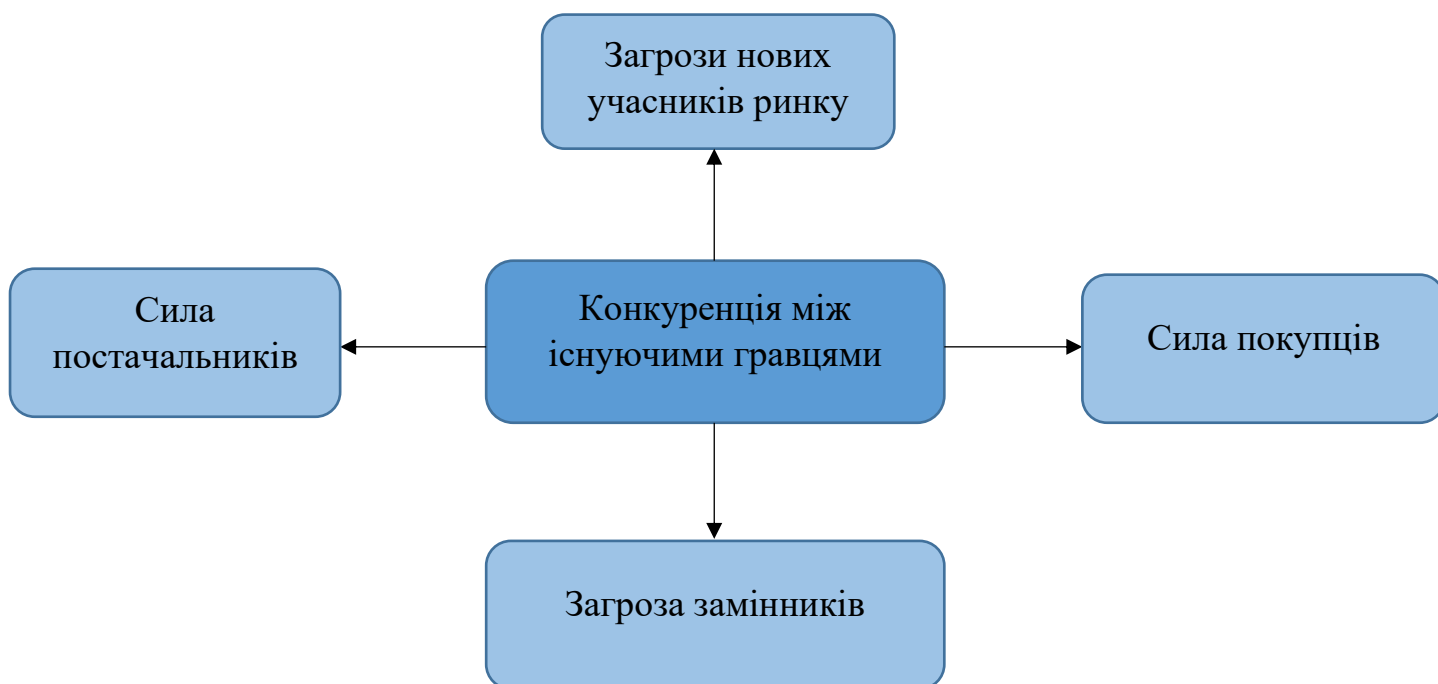 Загрози нових
учасників ринку
Сила
постачальників
Конкуренція між
існуючими гравцями
Сила покупців
Загроза замінників